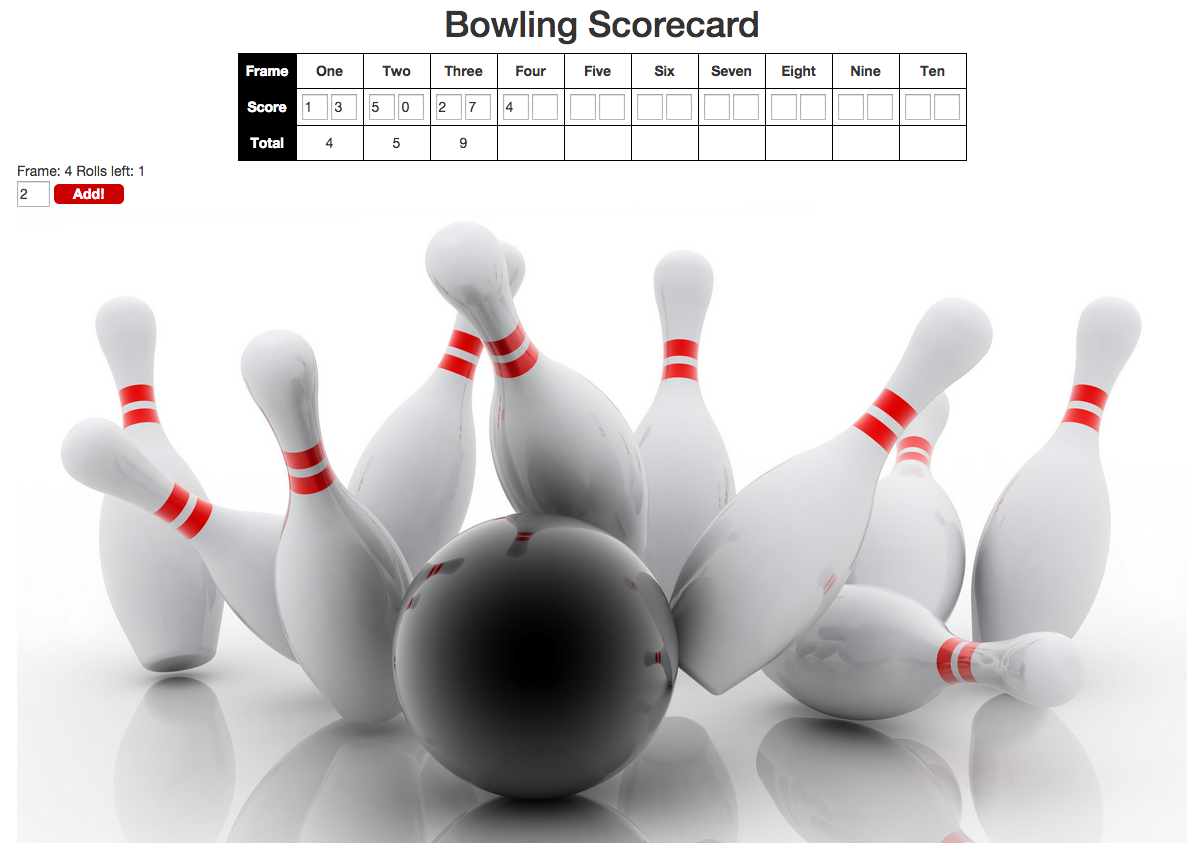 Bowling Scorecard
Frame One Two Three Four Five Six Seven Eight Nine Ten
Score 1 3 5 0 2 7 4
Total 4 5 9
Frame: 4 Rolls left: 1
2 Add!